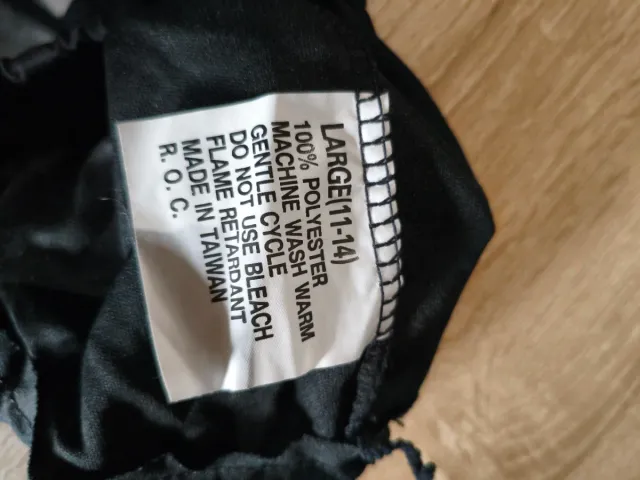 LARGE(11-14)
100% POLYESTER
MACHINE WASH WARM
GENTLE CYCLE
DO NOT USE BLEACH
FLAME RETARDANT
MADE IN TAIWAN
R. O. C.